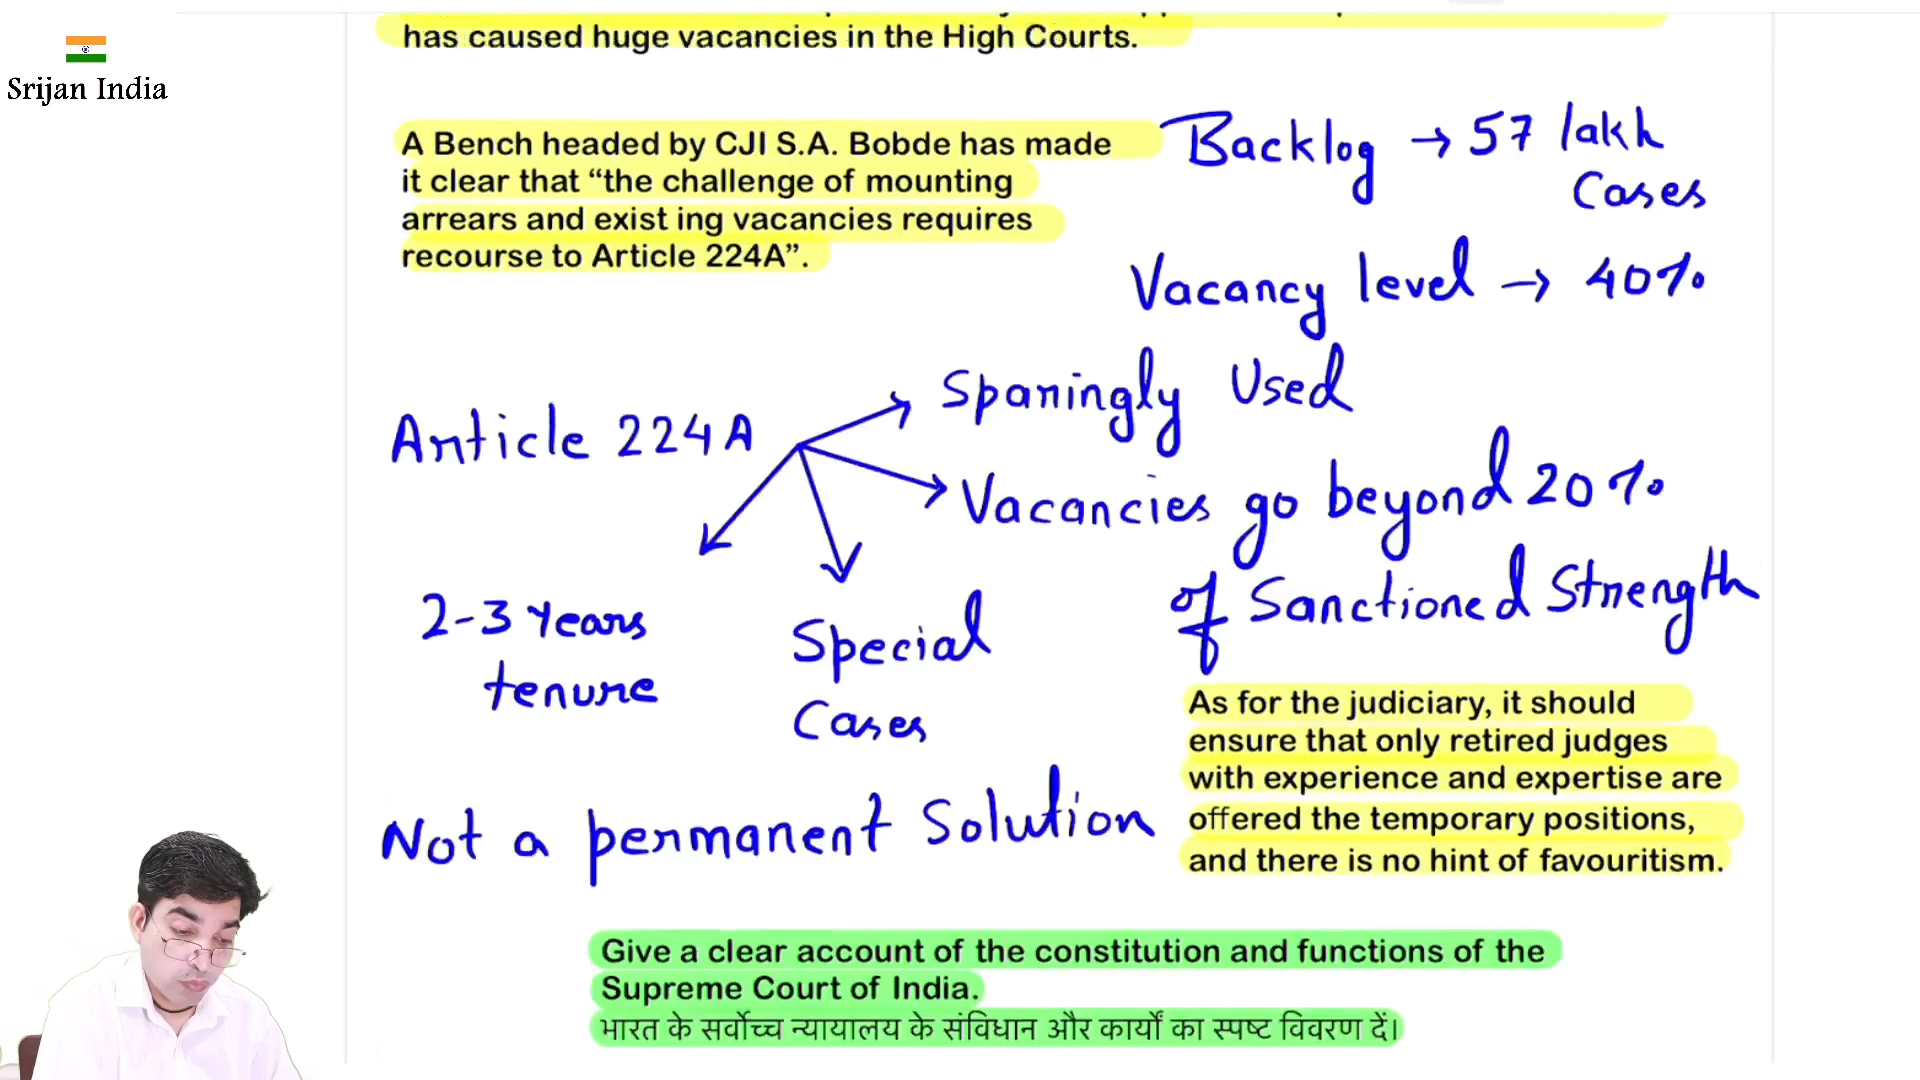 Srijan India
has caused huge vacancies in the High Courts.
A Bench headed by CJI S.A. Bobde has made
it clear that “the challenge of mounting
arrears and exist ing vacancies requires
recourse to Article 224A”.
Backlog → 57 lakh
Cases
Vacancy level → 40%
Article 224A
Sparingly Used
Vacancies go beyond 20%
of Sanctioned Strength
2-3 Years
tenure
Special
Cases
Not a permanent Solution
As for the judiciary, it should
ensure that only retired judges
with experience and expertise are
offered the temporary positions,
and there is no hint of favouritism.
Give a clear account of the constitution and functions of the
Supreme Court of India.
भारत के सर्वोच्च न्यायालय के संविधान और कार्यों का स्पष्ट विवरण दें।